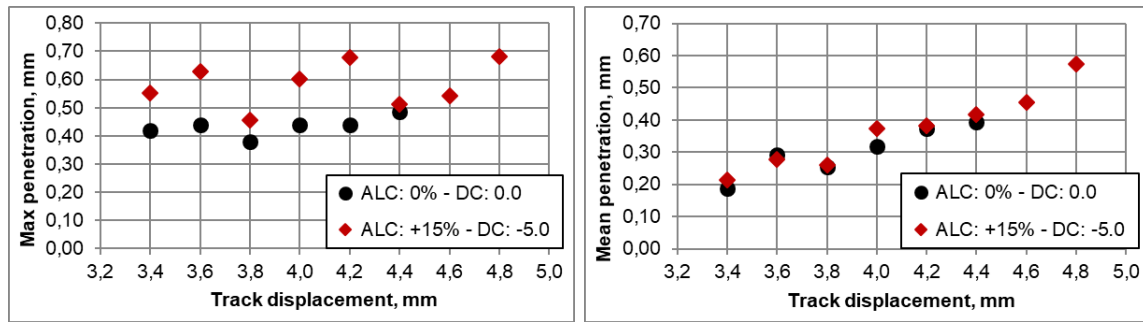 Max penetration, mm
0,80
0,70
0,60
0,50
0,40
0,30
0,20
0,10
0,00
ALC: 0% - DC: 0.0
ALC: +15% - DC: -5.0
3,2 3,4 3,6 3,8 4,0 4,2 4,4 4,6 4,8 5,0
Track displacement, mm
Mean penetration, mm
0,70
0,60
0,50
0,40
0,30
0,20
0,10
0,00
ALC: 0% - DC: 0.0
ALC: +15% - DC: -5.0
3,2 3,4 3,6 3,8 4,0 4,2 4,4 4,6 4,8 5,0
Track displacement, mm